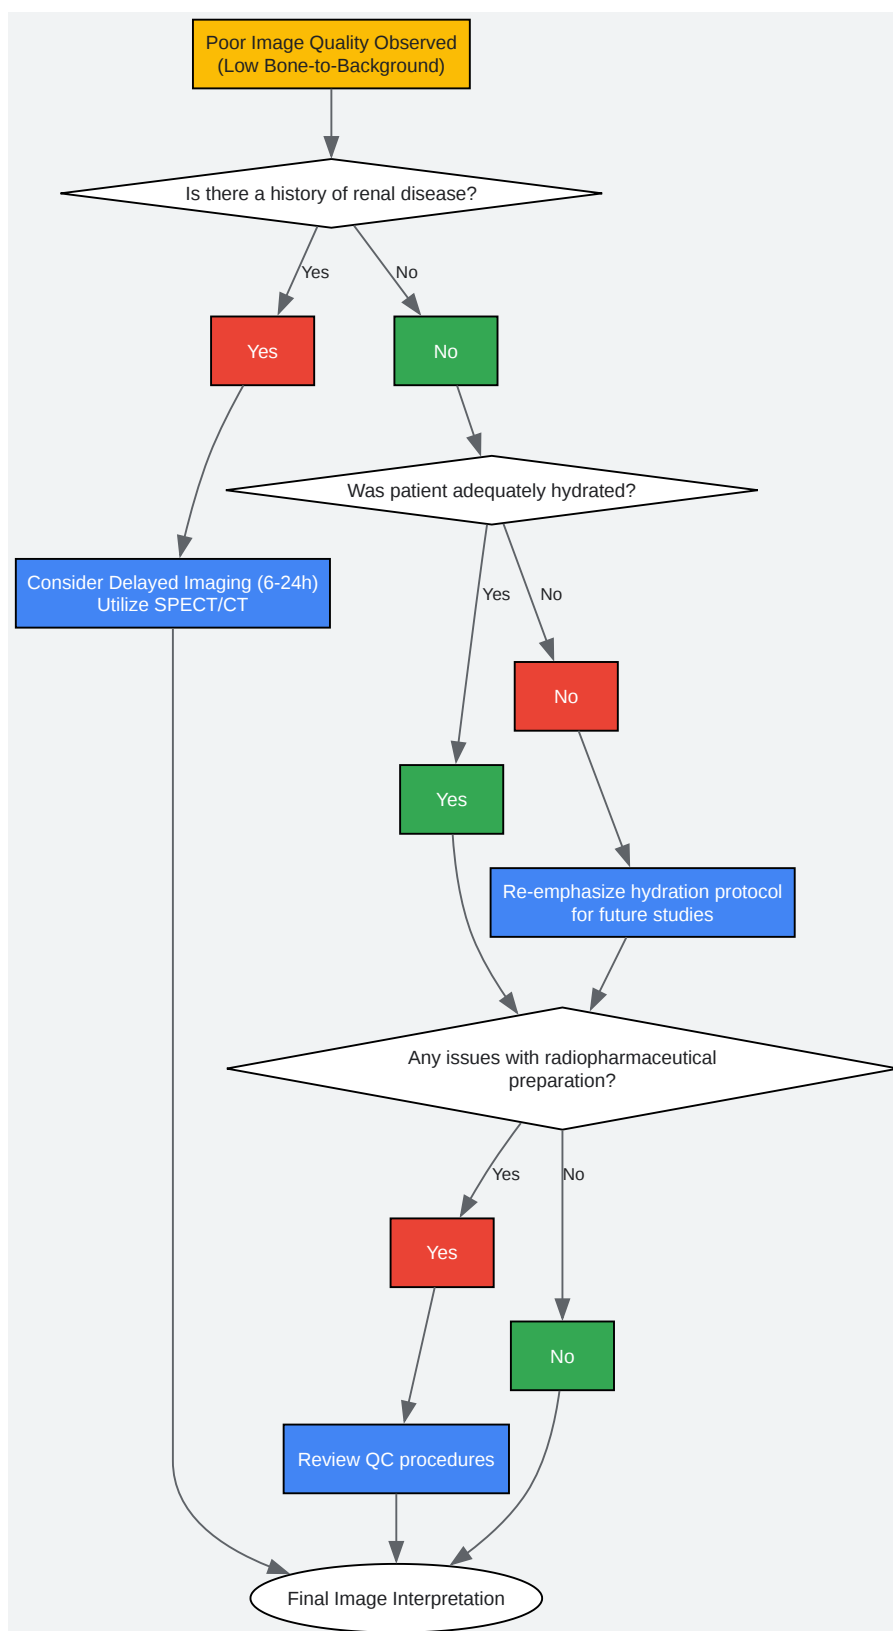 Poor Image Quality Observed
(Low Bone-to-Background)
Is there a history of renal disease?
Yes
No
Yes
No
Was patient adequately hydrated?
Consider Delayed Imaging (6-24h)
Utilize SPECT/CT
Yes
No
No
Yes
Re-emphasize hydration protocol
for future studies
Any issues with radiopharmaceutical
preparation?
Yes
No
Yes
No
Review QC procedures
Final Image Interpretation